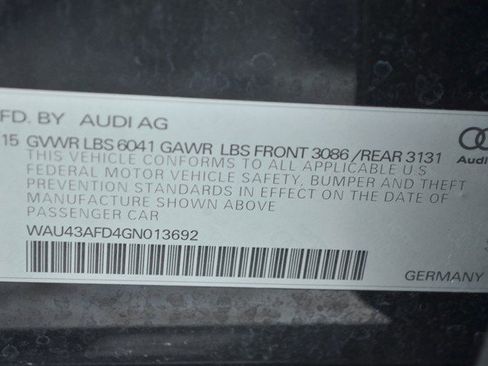 FD. BY AUDI AG
15 GVWR LBS 6041 GAWR LBS FRONT 3086 /REAR 3131
THIS VEHICLE CONFORMS TO ALL APPLICABLE U.S
FEDERAL MOTOR VEHICLE SAFETY, BUMPER AND THEFT
PREVENTION STANDARDS IN EFFECT ON THE DATE OF
MANUFACTURE SHOWN ABOVE
PASSENGER CAR
WAU43AFD4GN013692
Audi
GERMANY